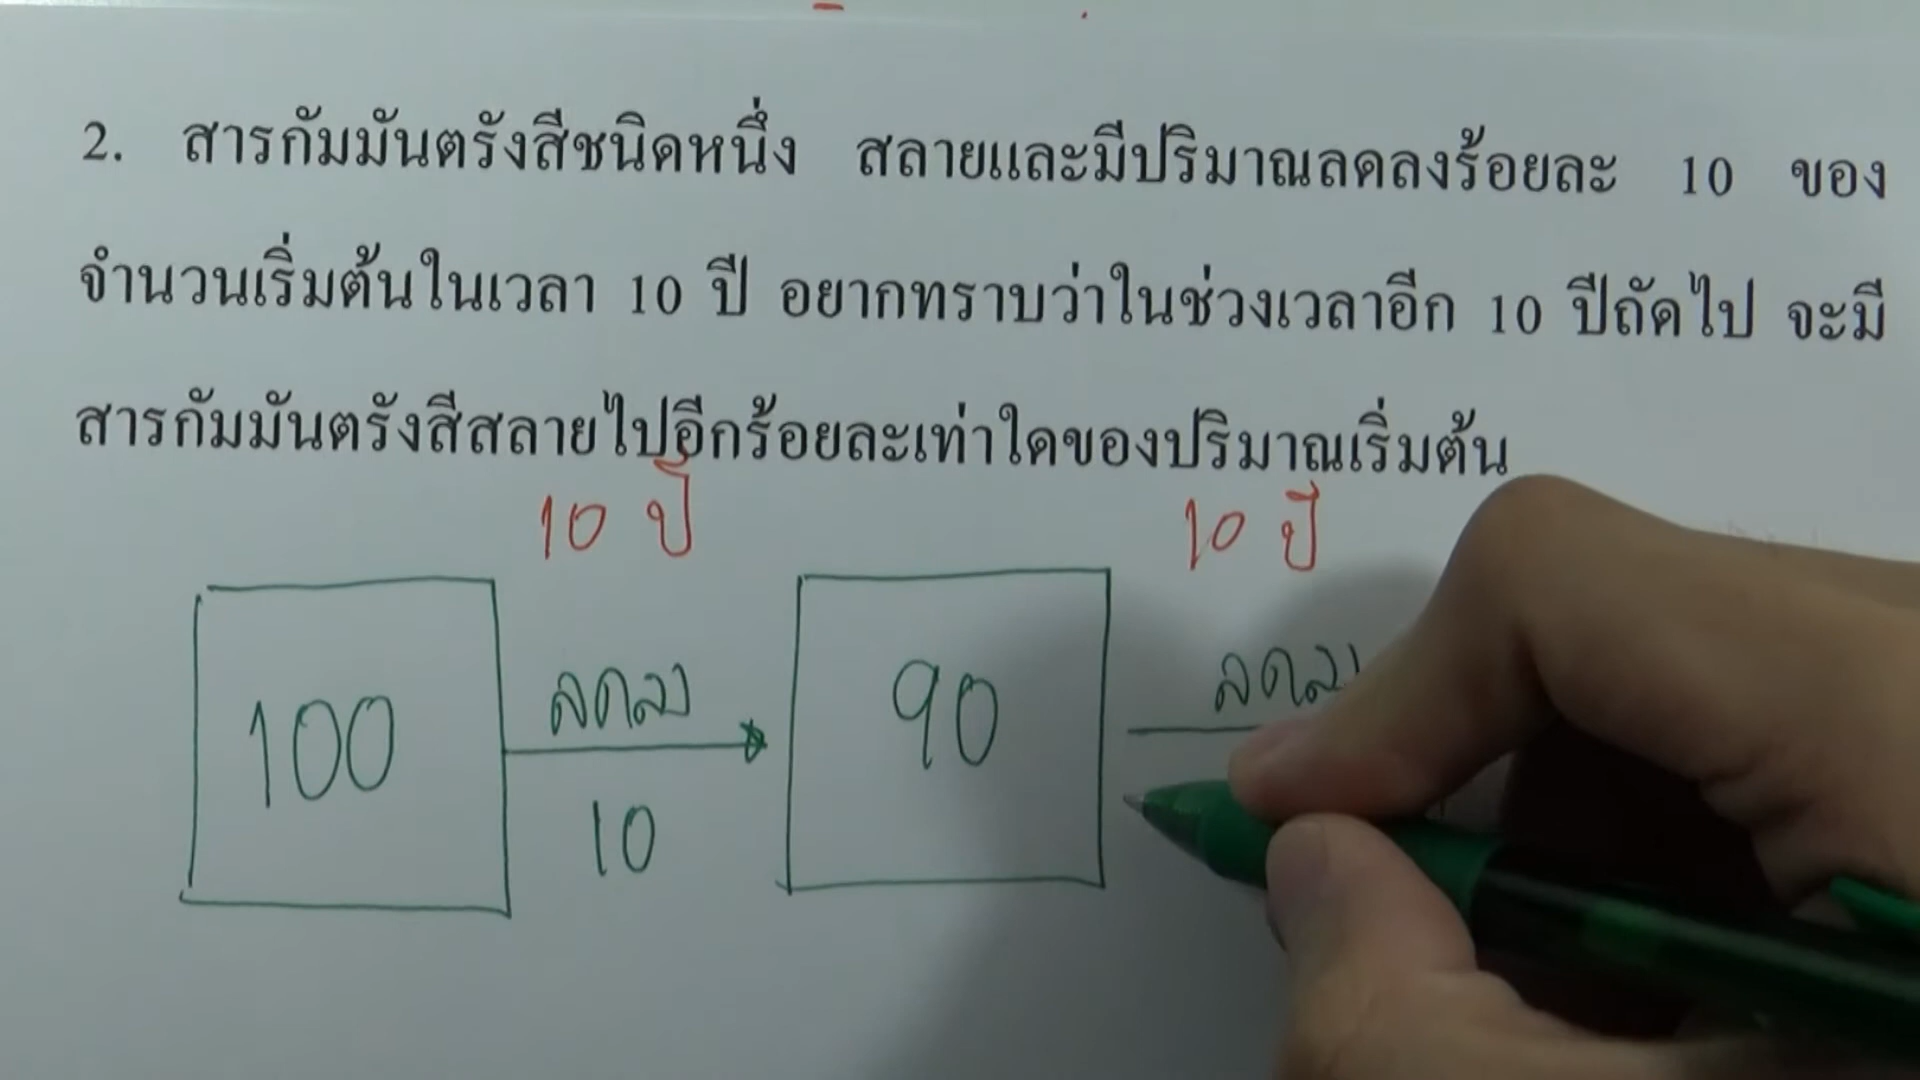 2. สารกัมมันตรังสีชนิดหนึ่ง สลายและมีปริมาณลดลงร้อยละ 10 ของ
จำนวนเริ่มต้นในเวลา 10 ปี อยากทราบว่าในช่วงเวลาอีก 10 ปีถัดไป จะมี
สารกัมมันตรังสีสลายไปอีกร้อยละเท่าใดของปริมาณเริ่มต้น
10 ปี 10 ปี
100 ลดลง 90 ลดลง
10